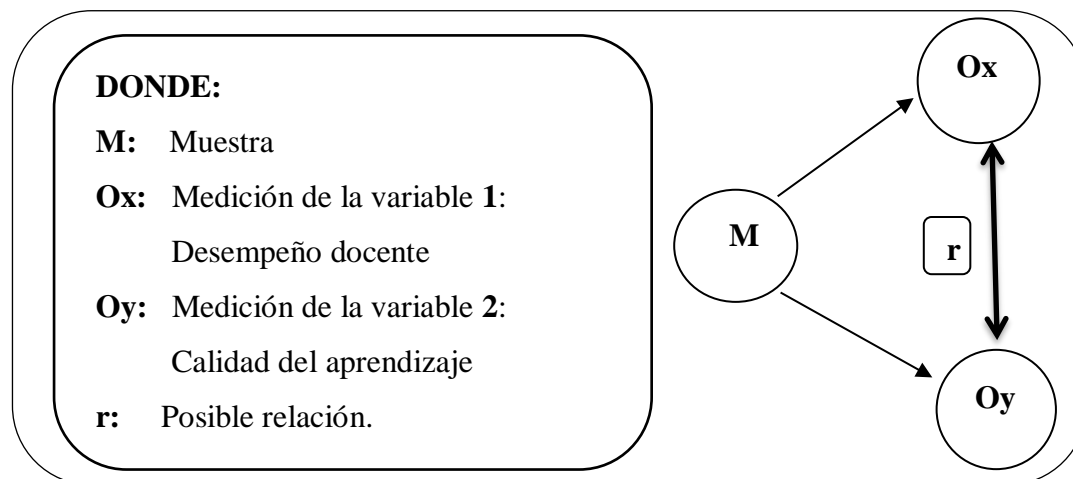 DONDE:
M: Muestra
Ox: Medición de la variable 1:
Desempeño docente
Oy: Medición de la variable 2:
Calidad del aprendizaje
r: Posible relación.
Ox
M
r
Oy